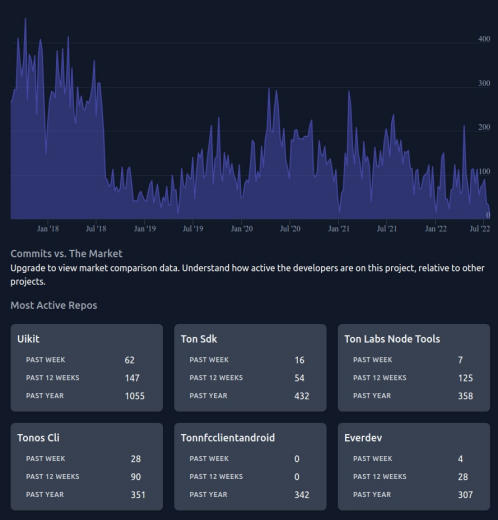 400
300
200
100
0
Jan '18 Jul '18 Jan '19 Jul '19 Jan '20 Jul '20 Jan '21 Jul '21 Jan '22 Jul '22
Commits vs. The Market
Upgrade to view market comparison data. Understand how active the developers are on this project, relative to other
projects.
Most Active Repos
Uikit
PAST WEEK 62
PAST 12 WEEKS 147
PAST YEAR 1055
Ton Sdk
PAST WEEK 16
PAST 12 WEEKS 54
PAST YEAR 432
Ton Labs Node Tools
PAST WEEK 7
PAST 12 WEEKS 125
PAST YEAR 358
Tonos Cli
PAST WEEK 28
PAST 12 WEEKS 90
PAST YEAR 351
Tonnfcclientandroid
PAST WEEK 0
PAST 12 WEEKS 0
PAST YEAR 342
Everdev
PAST WEEK 4
PAST 12 WEEKS 28
PAST YEAR 307